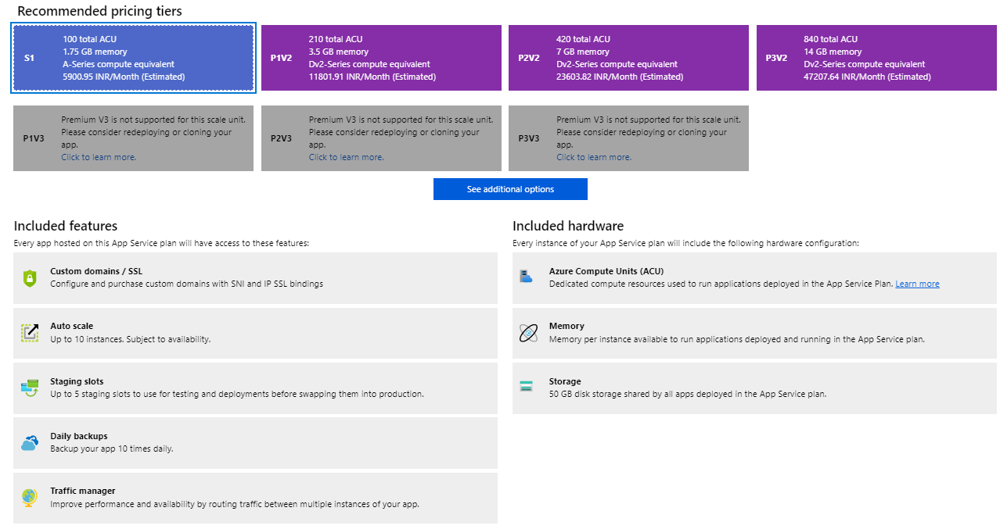 Recommended pricing tiers
S1
100 total ACU
1.75 GB memory
A-Series compute equivalent
5900.95 INR/Month (Estimated)
P1V2
210 total ACU
3.5 GB memory
Dv2-Series compute equivalent
11801.91 INR/Month (Estimated)
P2V2
420 total ACU
7 GB memory
Dv2-Series compute equivalent
23603.82 INR/Month (Estimated)
P3V2
840 total ACU
14 GB memory
Dv2-Series compute equivalent
47207.64 INR/Month (Estimated)
P1V3
Premium V3 is not supported for this scale unit.
Please consider redeploying or cloning your
app.
Click to learn more.
P2V3
Premium V3 is not supported for this scale unit.
Please consider redeploying or cloning your
app.
Click to learn more.
P3V3
Premium V3 is not supported for this scale unit.
Please consider redeploying or cloning your
app.
Click to learn more.
See additional options
Included features
Every app hosted on this App Service plan will have access to these features:
Custom domains / SSL
Configure and purchase custom domains with SNI and IP SSL bindings
Auto scale
Up to 10 instances. Subject to availability.
Staging slots
Up to 5 staging slots to use for testing and deployments before swapping them into production.
Daily backups
Backup your app 10 times daily.
Traffic manager
Improve performance and availability by routing traffic between multiple instances of your app.
Included hardware
Every instance of your App Service plan will include the following hardware configuration:
Azure Compute Units (ACU)
Dedicated compute resources used to run applications deployed in the App Service Plan. Learn more
Memory
Memory per instance available to run applications deployed and running in the App Service plan.
Storage
50 GB disk storage shared by all apps deployed in the App Service plan.